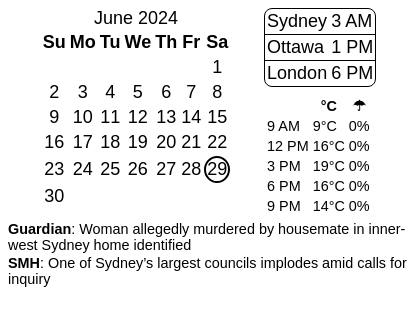 June 2024
Su Mo Tu We Th Fr Sa
1
2 3 4 5 6 7 8
9 10 11 12 13 14 15
16 17 18 19 20 21 22
23 24 25 26 27 28 29
30
Sydney 3 AM
Ottawa 1 PM
London 6 PM
°C ☂
9 AM 9°C 0%
12 PM 16°C 0%
3 PM 19°C 0%
6 PM 16°C 0%
9 PM 14°C 0%
Guardian: Woman allegedly murdered by housemate in inner-
west Sydney home identified
SMH: One of Sydney's largest councils implodes amid calls for
inquiry